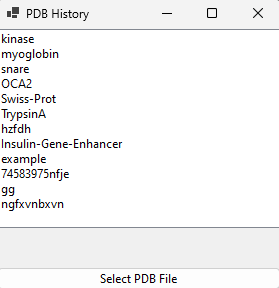 PDB History
kinase
myoglobin
snare
OCA2
Swiss-Prot
TrypsinA
hzfdh
Insulin-Gene-Enhancer
example
74583975nfje
gg
ngfxvnbxvn
Select PDB File